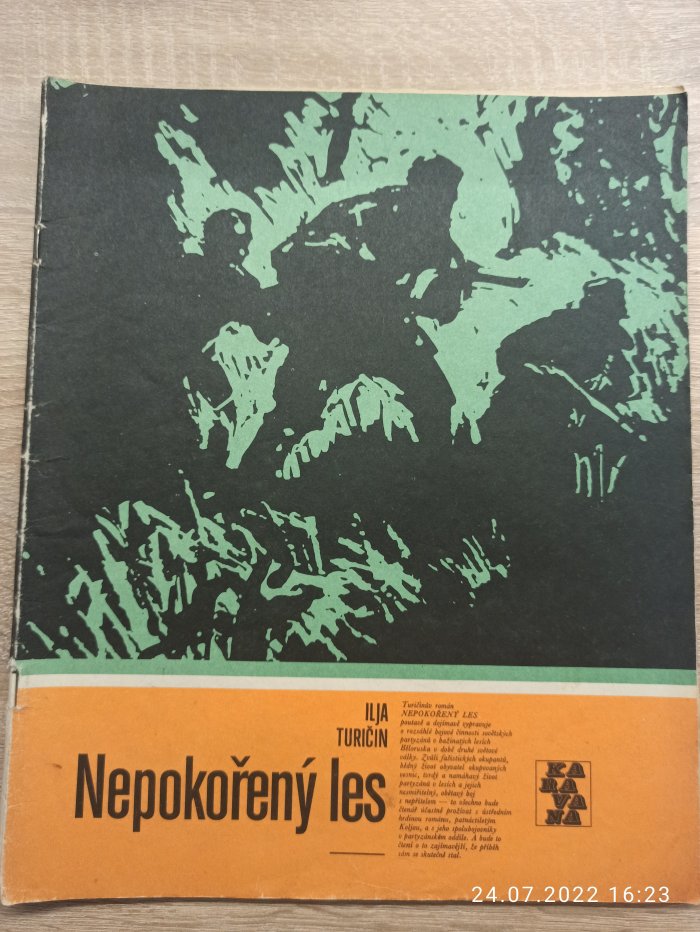 ILJA
TURIČIN
Nepokořený les
Turičinův román
NEPOKOŘENÝ LES
poutavě a dojímavě vypravuje
o rozsáhlé bojové činnosti sovětských
partyzánů v bažinatých lesích
Běloruska v době druhé světové
války. Zvůli fašistických okupantů,
bědný život obyvatel okupovaných
vesnic, tvrdý a namáhavý život
partyzánů v lesích a jejich
nesmiřitelný, obětavý boj
s nepřítelem — to všechno bude
čtenář účastně prožívat s ústředním
hrdinou románu, patnáctiletým
Koljou, a s jeho spolubojovníky
v partyzánském oddíle. A bude to
čtení o to zajímavější, že příběh
sám se skutečně stal.
KA
RA
VA
NA
24.07.2022 16:23